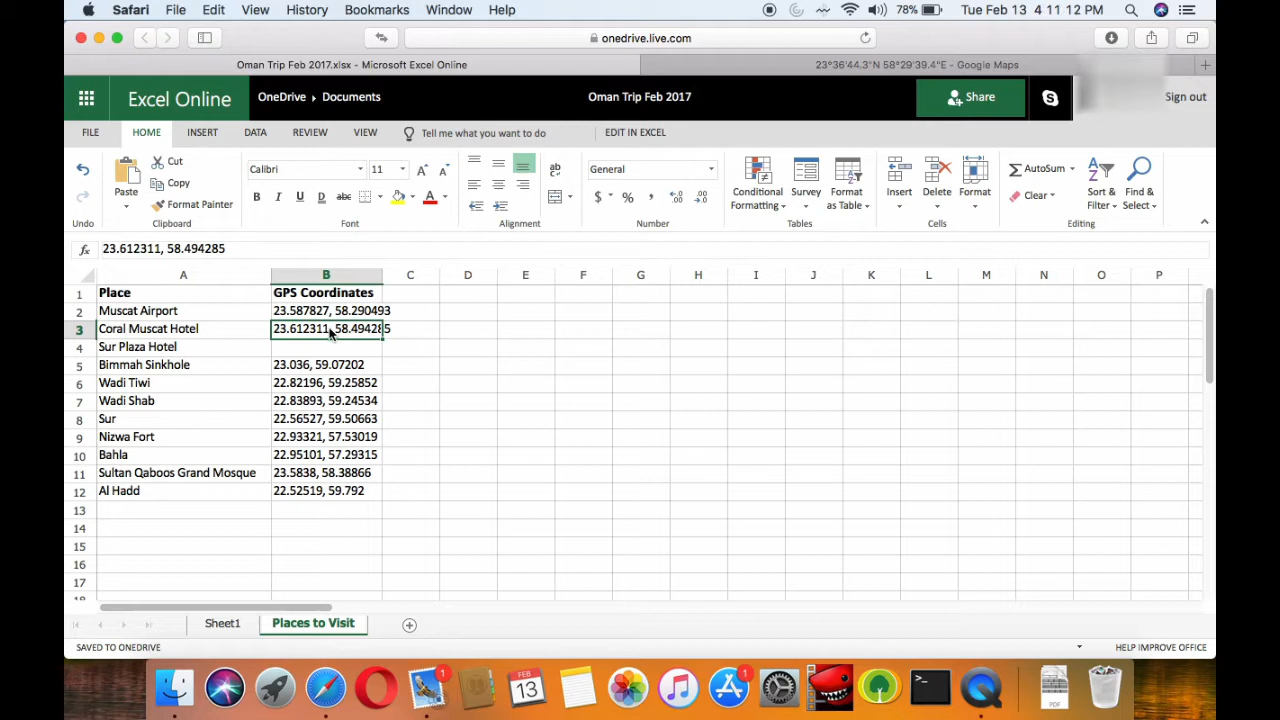 Safari File Edit View History Bookmarks Window Help 78% Tue Feb 13 4 11 12 PM
onedrive.live.com
Oman Trip Feb 2017.xlsx - Microsoft Excel Online 23°36'44.3"N 58°29'39.4"E - Google Maps
Excel Online OneDrive Documents Oman Trip Feb 2017 Share Sign out
FILE HOME INSERT DATA REVIEW VIEW Tell me what you want to do EDIT IN EXCEL
Paste Cut Copy Format Painter Calibri 11 General $ % Conditional Formatting Survey Format as Table Insert Delete Format AutoSum Clear Sort & Filter Find & Select
B I U D abc A
Undo Clipboard Font Alignment Number Tables Cells Editing
fx 23.612311, 58.494285
A B C D E F G H I J K L M N O P
1 Place GPS Coordinates
2 Muscat Airport 23.587827, 58.290493
3 Coral Muscat Hotel 23.612311, 58.494285
4 Sur Plaza Hotel
5 Bimmah Sinkhole 23.036, 59.07202
6 Wadi Tiwi 22.82196, 59.25852
7 Wadi Shab 22.83893, 59.24534
8 Sur 22.56527, 59.50663
9 Nizwa Fort 22.93321, 57.53019
10 Bahla 22.95101, 57.29315
11 Sultan Qaboos Grand Mosque 23.5838, 58.38866
12 Al Hadd 22.52519, 59.792
13
14
15
16
17
Sheet1 Places to Visit
SAVED TO ONEDRIVE HELP IMPROVE OFFICE
FEB 13 1 1 PDF